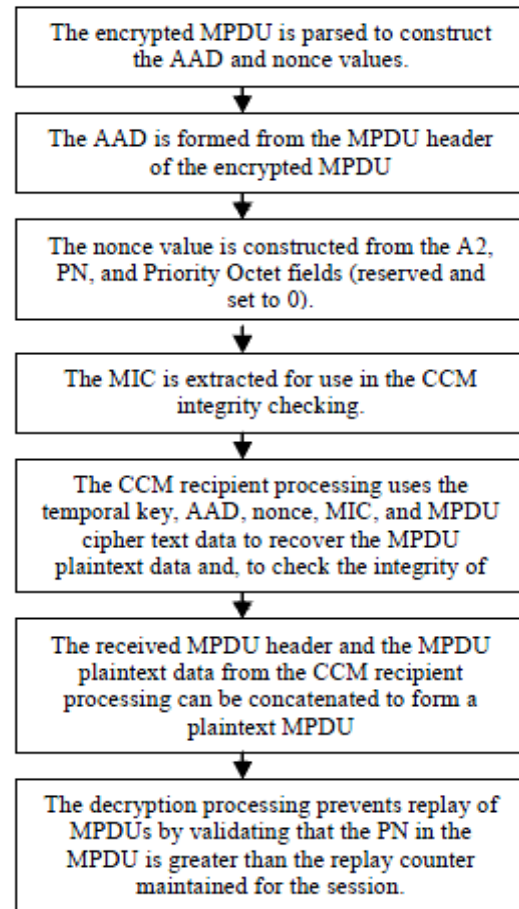 The encrypted MPDU is parsed to construct
the AAD and nonce values.
The AAD is formed from the MPDU header
of the encrypted MPDU
The nonce value is constructed from the A2,
PN, and Priority Octet fields (reserved and
set to 0).
The MIC is extracted for use in the CCM
integrity checking.
The CCM recipient processing uses the
temporal key, AAD, nonce, MIC, and MPDU
cipher text data to recover the MPDU
plaintext data and, to check the integrity of
The received MPDU header and the MPDU
plaintext data from the CCM recipient
processing can be concatenated to form a
plaintext MPDU
The decryption processing prevents replay of
MPDUs by validating that the PN in the
MPDU is greater than the replay counter
maintained for the session.